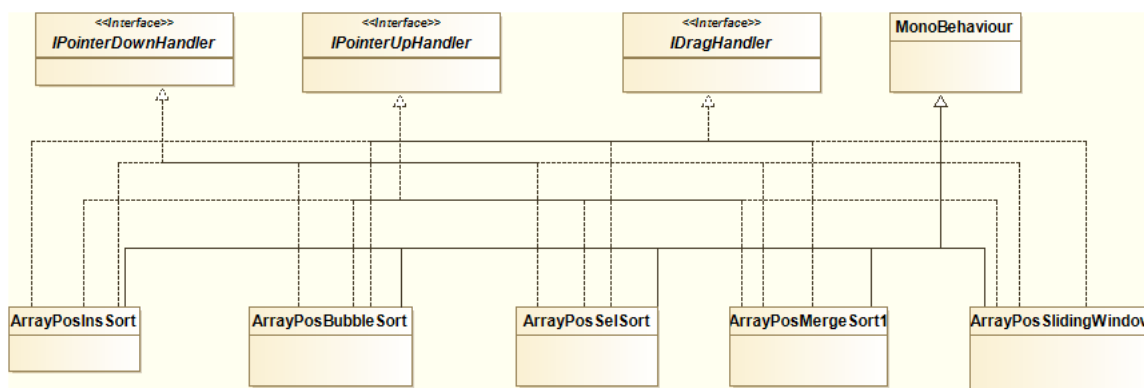 <<Interface>>
IPointerDownHandler
<<Interface>>
IPointerUpHandler
<<Interface>>
IDragHandler
MonoBehaviour
ArrayPosInsSort
ArrayPosBubbleSort
ArrayPosSelSort
ArrayPosMergeSort1
ArrayPosSlidingWindow